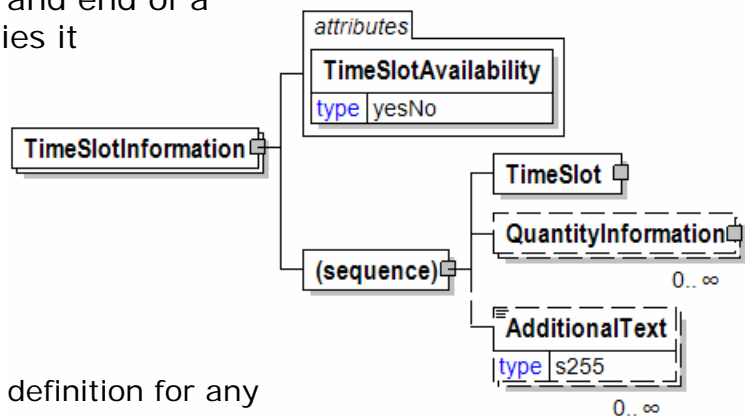 and end of a
ies it
attributes
TimeSlotAvailability
type yesNo
TimeSlotInformation
TimeSlot
QuantityInformation
0.. ∞
(sequence)
AdditionalText
type s255
0.. ∞
definition for any